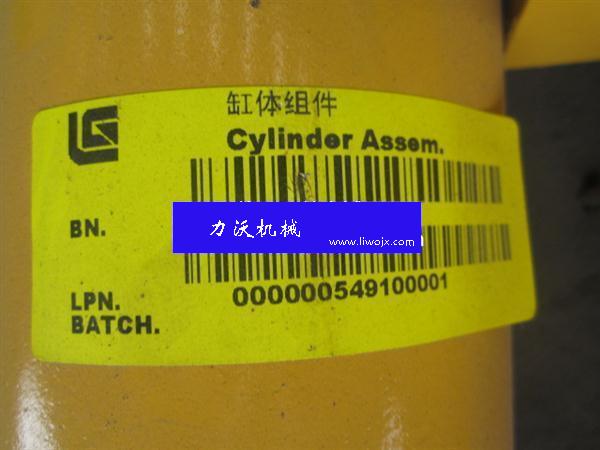 缸体组件
Cylinder Assem.
BN.
力沃机械
www.liwojx.com
LPN.
000000549100001
BATCH.